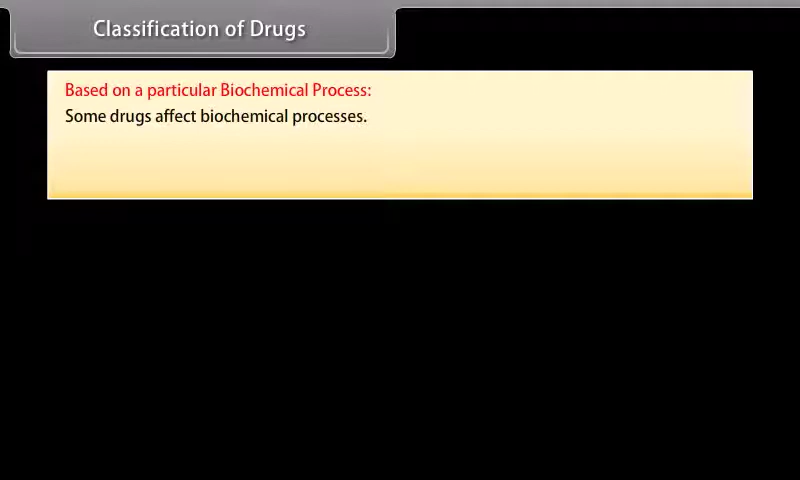 Classification of Drugs
Based on a particular Biochemical Process:
Some drugs affect biochemical processes.